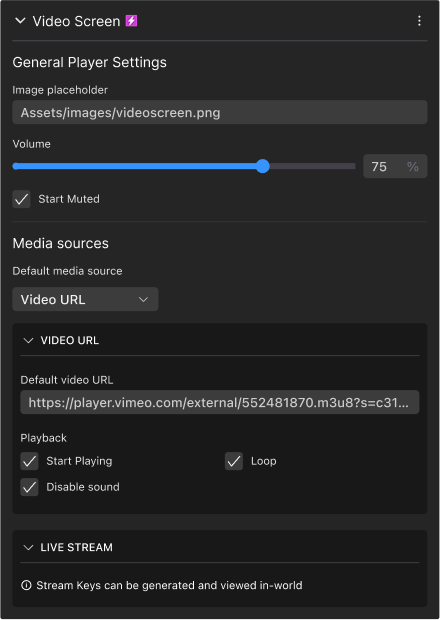 Video Screen
General Player Settings
Image placeholder
Assets/images/videoscreen.png
Volume
75 %
Start Muted
Media sources
Default media source
Video URL
VIDEO URL
Default video URL
https://player.vimeo.com/external/552481870.m3u8?s=c31...
Playback
Start Playing Loop
Disable sound
LIVE STREAM
Stream Keys can be generated and viewed in-world